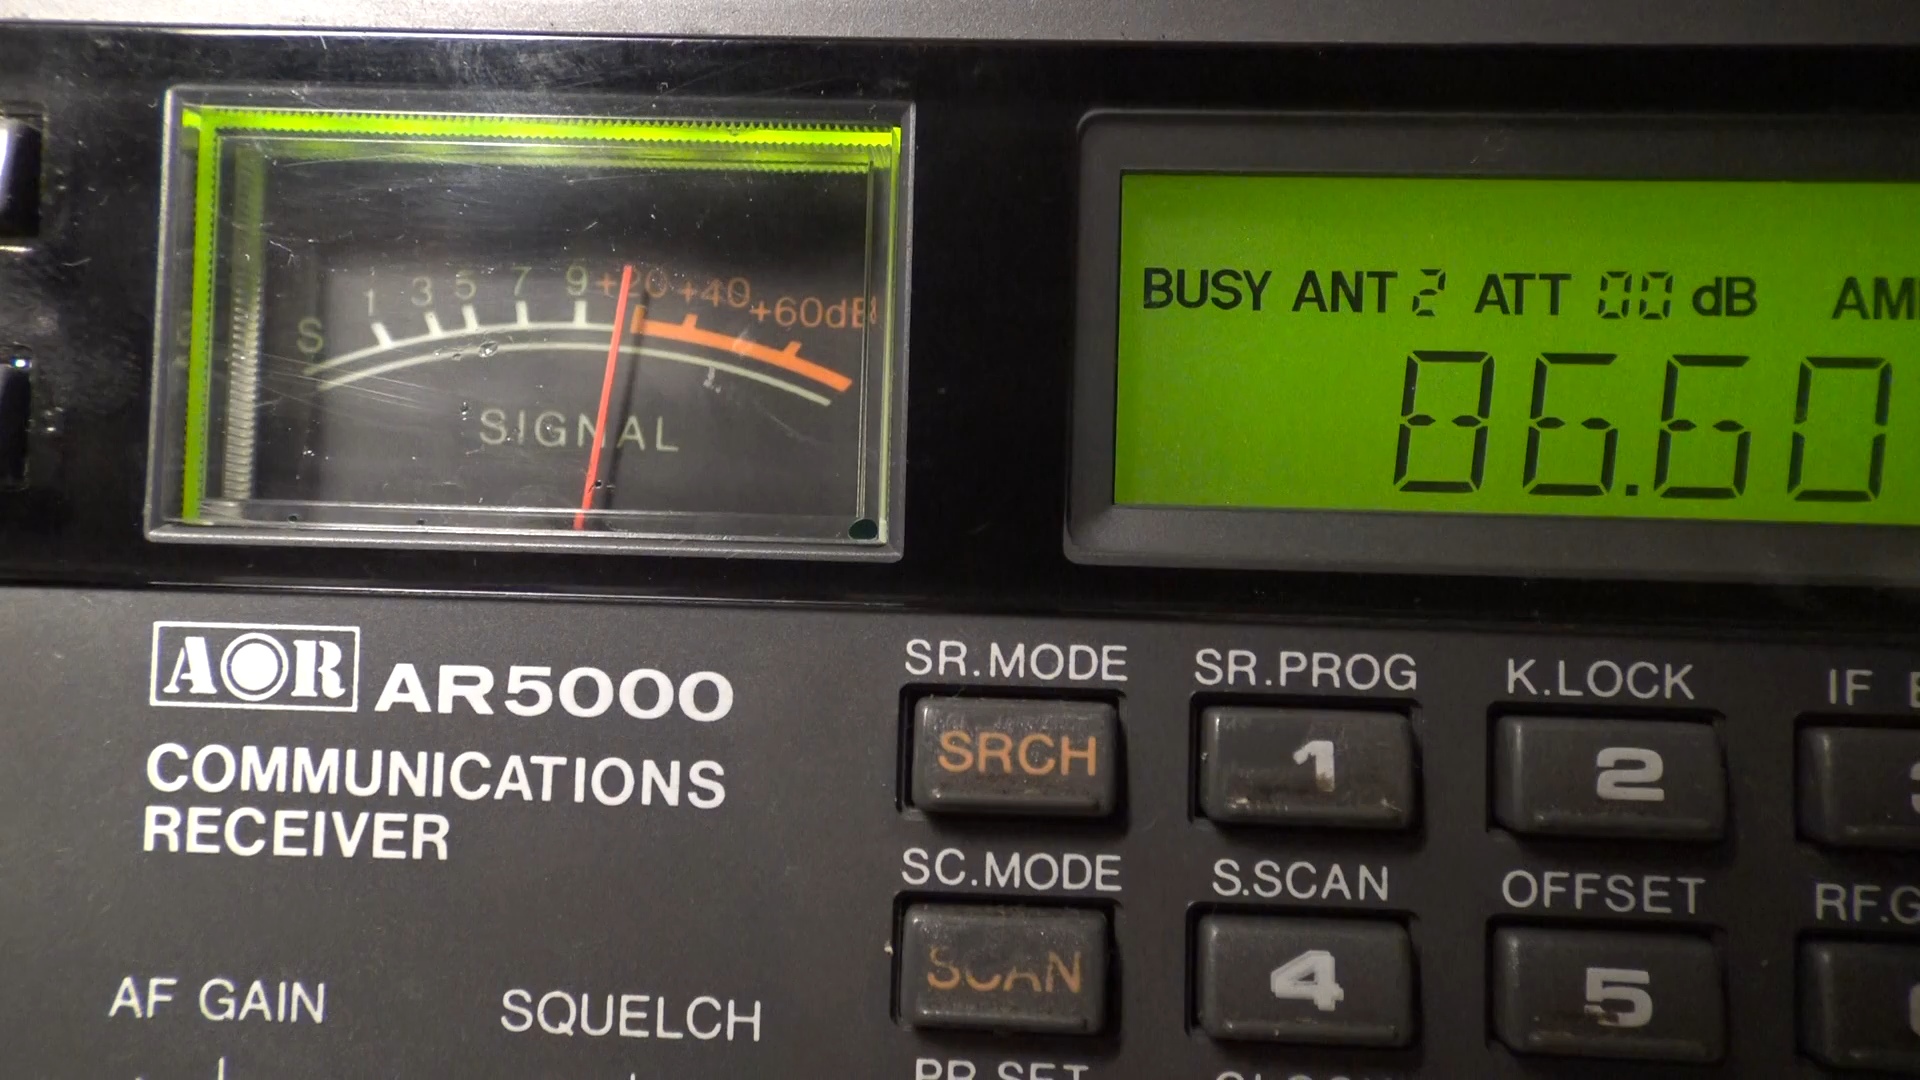 1 3 5 7 9 +20 +40 +60dB
S
SIGNAL
BUSY ANT 2 ATT 00 dB AM
86.60
AOR AR5000
COMMUNICATIONS
RECEIVER
SR.MODE SR.PROG K.LOCK IF
SRCH 1 2
SC.MODE S.SCAN OFFSET RF.G
SCAN 4 5
AF GAIN SQUELCH
PR.SET